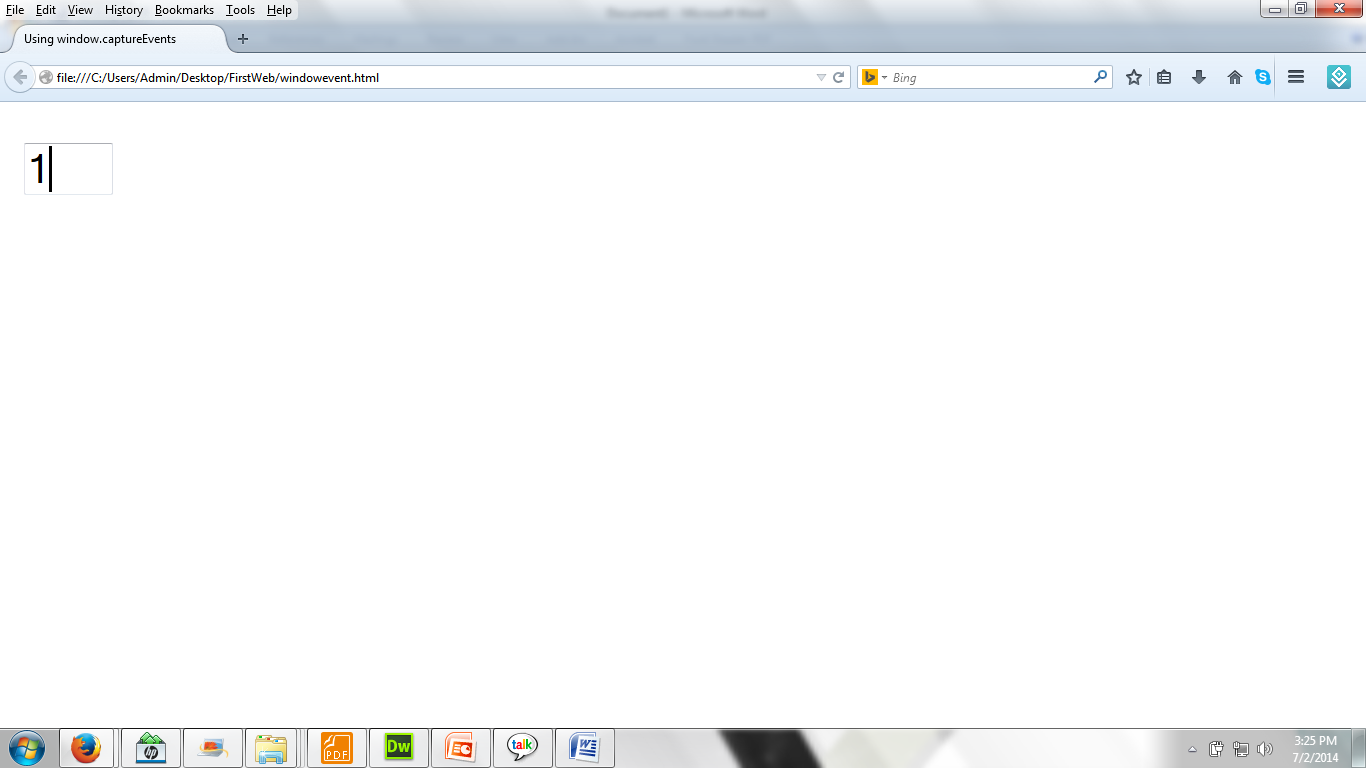 File Edit View History Bookmarks Tools Help
Using window.captureEvents
file:///C:/Users/Admin/Desktop/FirstWeb/windowevent.html
Bing
1
hp
PDF
Dw
talk
3:25 PM
7/2/2014